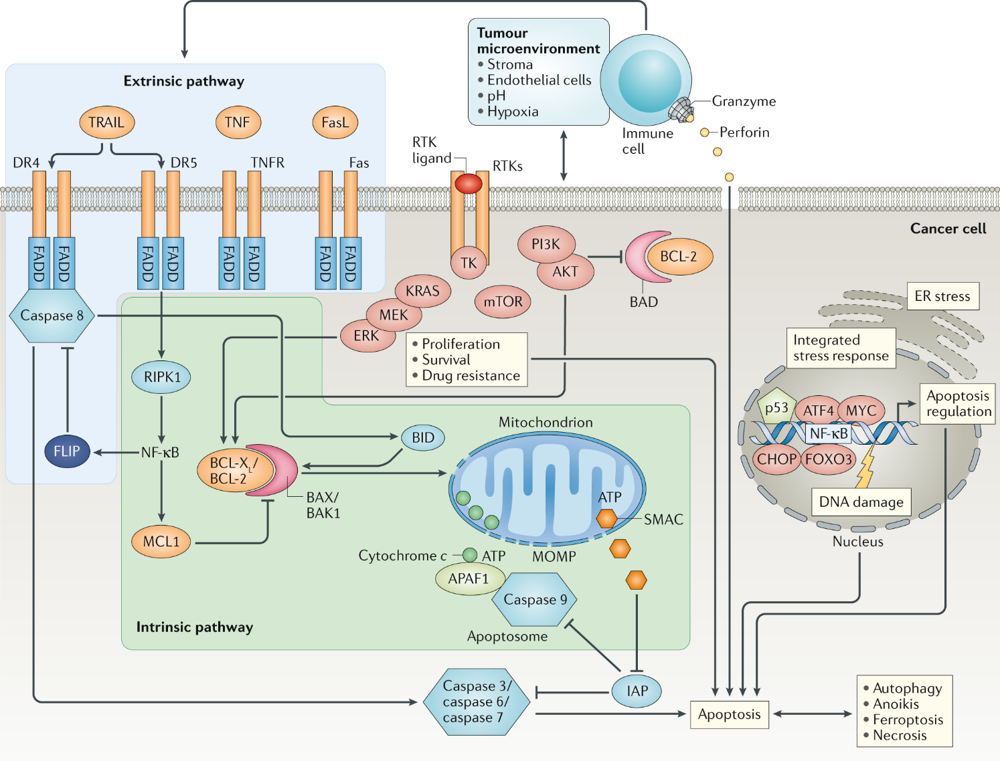 Tumour
microenvironment
• Stroma
• Endothelial cells
• pH
• Hypoxia
Immune
cell
Granzyme
Perforin
Extrinsic pathway
TRAIL
TNF
FasL
DR4
DR5
TNFR
Fas
RTK
ligand
RTKs
FADD
FADD
FADD
FADD
FADD
FADD
FADD
FADD
TK
PI3K
AKT
BCL-2
BAD
Cancer cell
KRAS
MEK
ERK
mTOR
• Proliferation
• Survival
• Drug resistance
Caspase 8
RIPK1
FLIP
NF-κB
MCL1
BCL-XL/
BCL-2
BAX/
BAK1
BID
Mitochondrion
ATP
SMAC
MOMP
Cytochrome c
ATP
APAF1
Caspase 9
Apoptosome
Intrinsic pathway
ER stress
Integrated
stress response
p53
ATF4
MYC
NF-κB
CHOP
FOXO3
Apoptosis
regulation
DNA damage
Nucleus
Caspase 3/
caspase 6/
caspase 7
IAP
Apoptosis
• Autophagy
• Anoikis
• Ferroptosis
• Necrosis